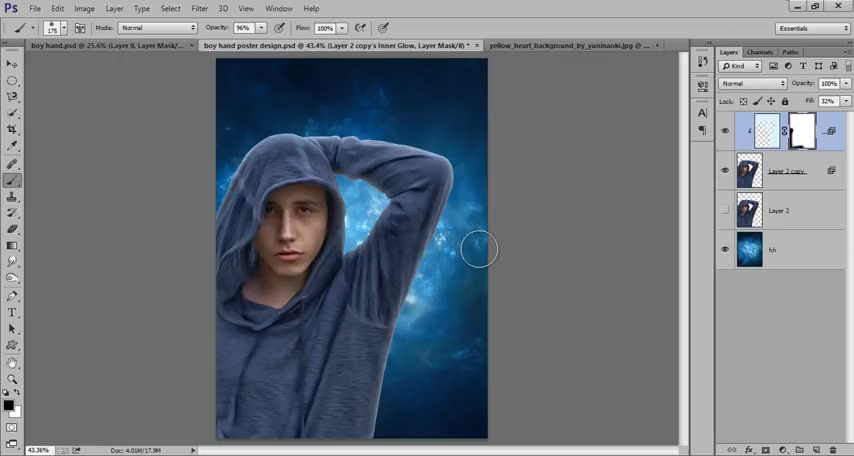 Ps File Edit Image Layer Type Select Filter 3D View Window Help
175 Mode: Normal Opacity: 96% Flow: 100% Essentials
boy hand.psd @ 25.6% (Layer 0, Layer Mask/... × boy hand poster design.psd @ 43.4% (Layer 2 copy's Inner Glow, Layer Mask/8) * × yellow_heart_background_by_yuninaoki.jpg @ ... ×
Layers Channels Paths
Kind
Normal Opacity: 100%
Lock: Fill: 32%
...
Layer 2 copy
Layer 2
hh
43.36% Doc: 4.01M/17.9M
fx